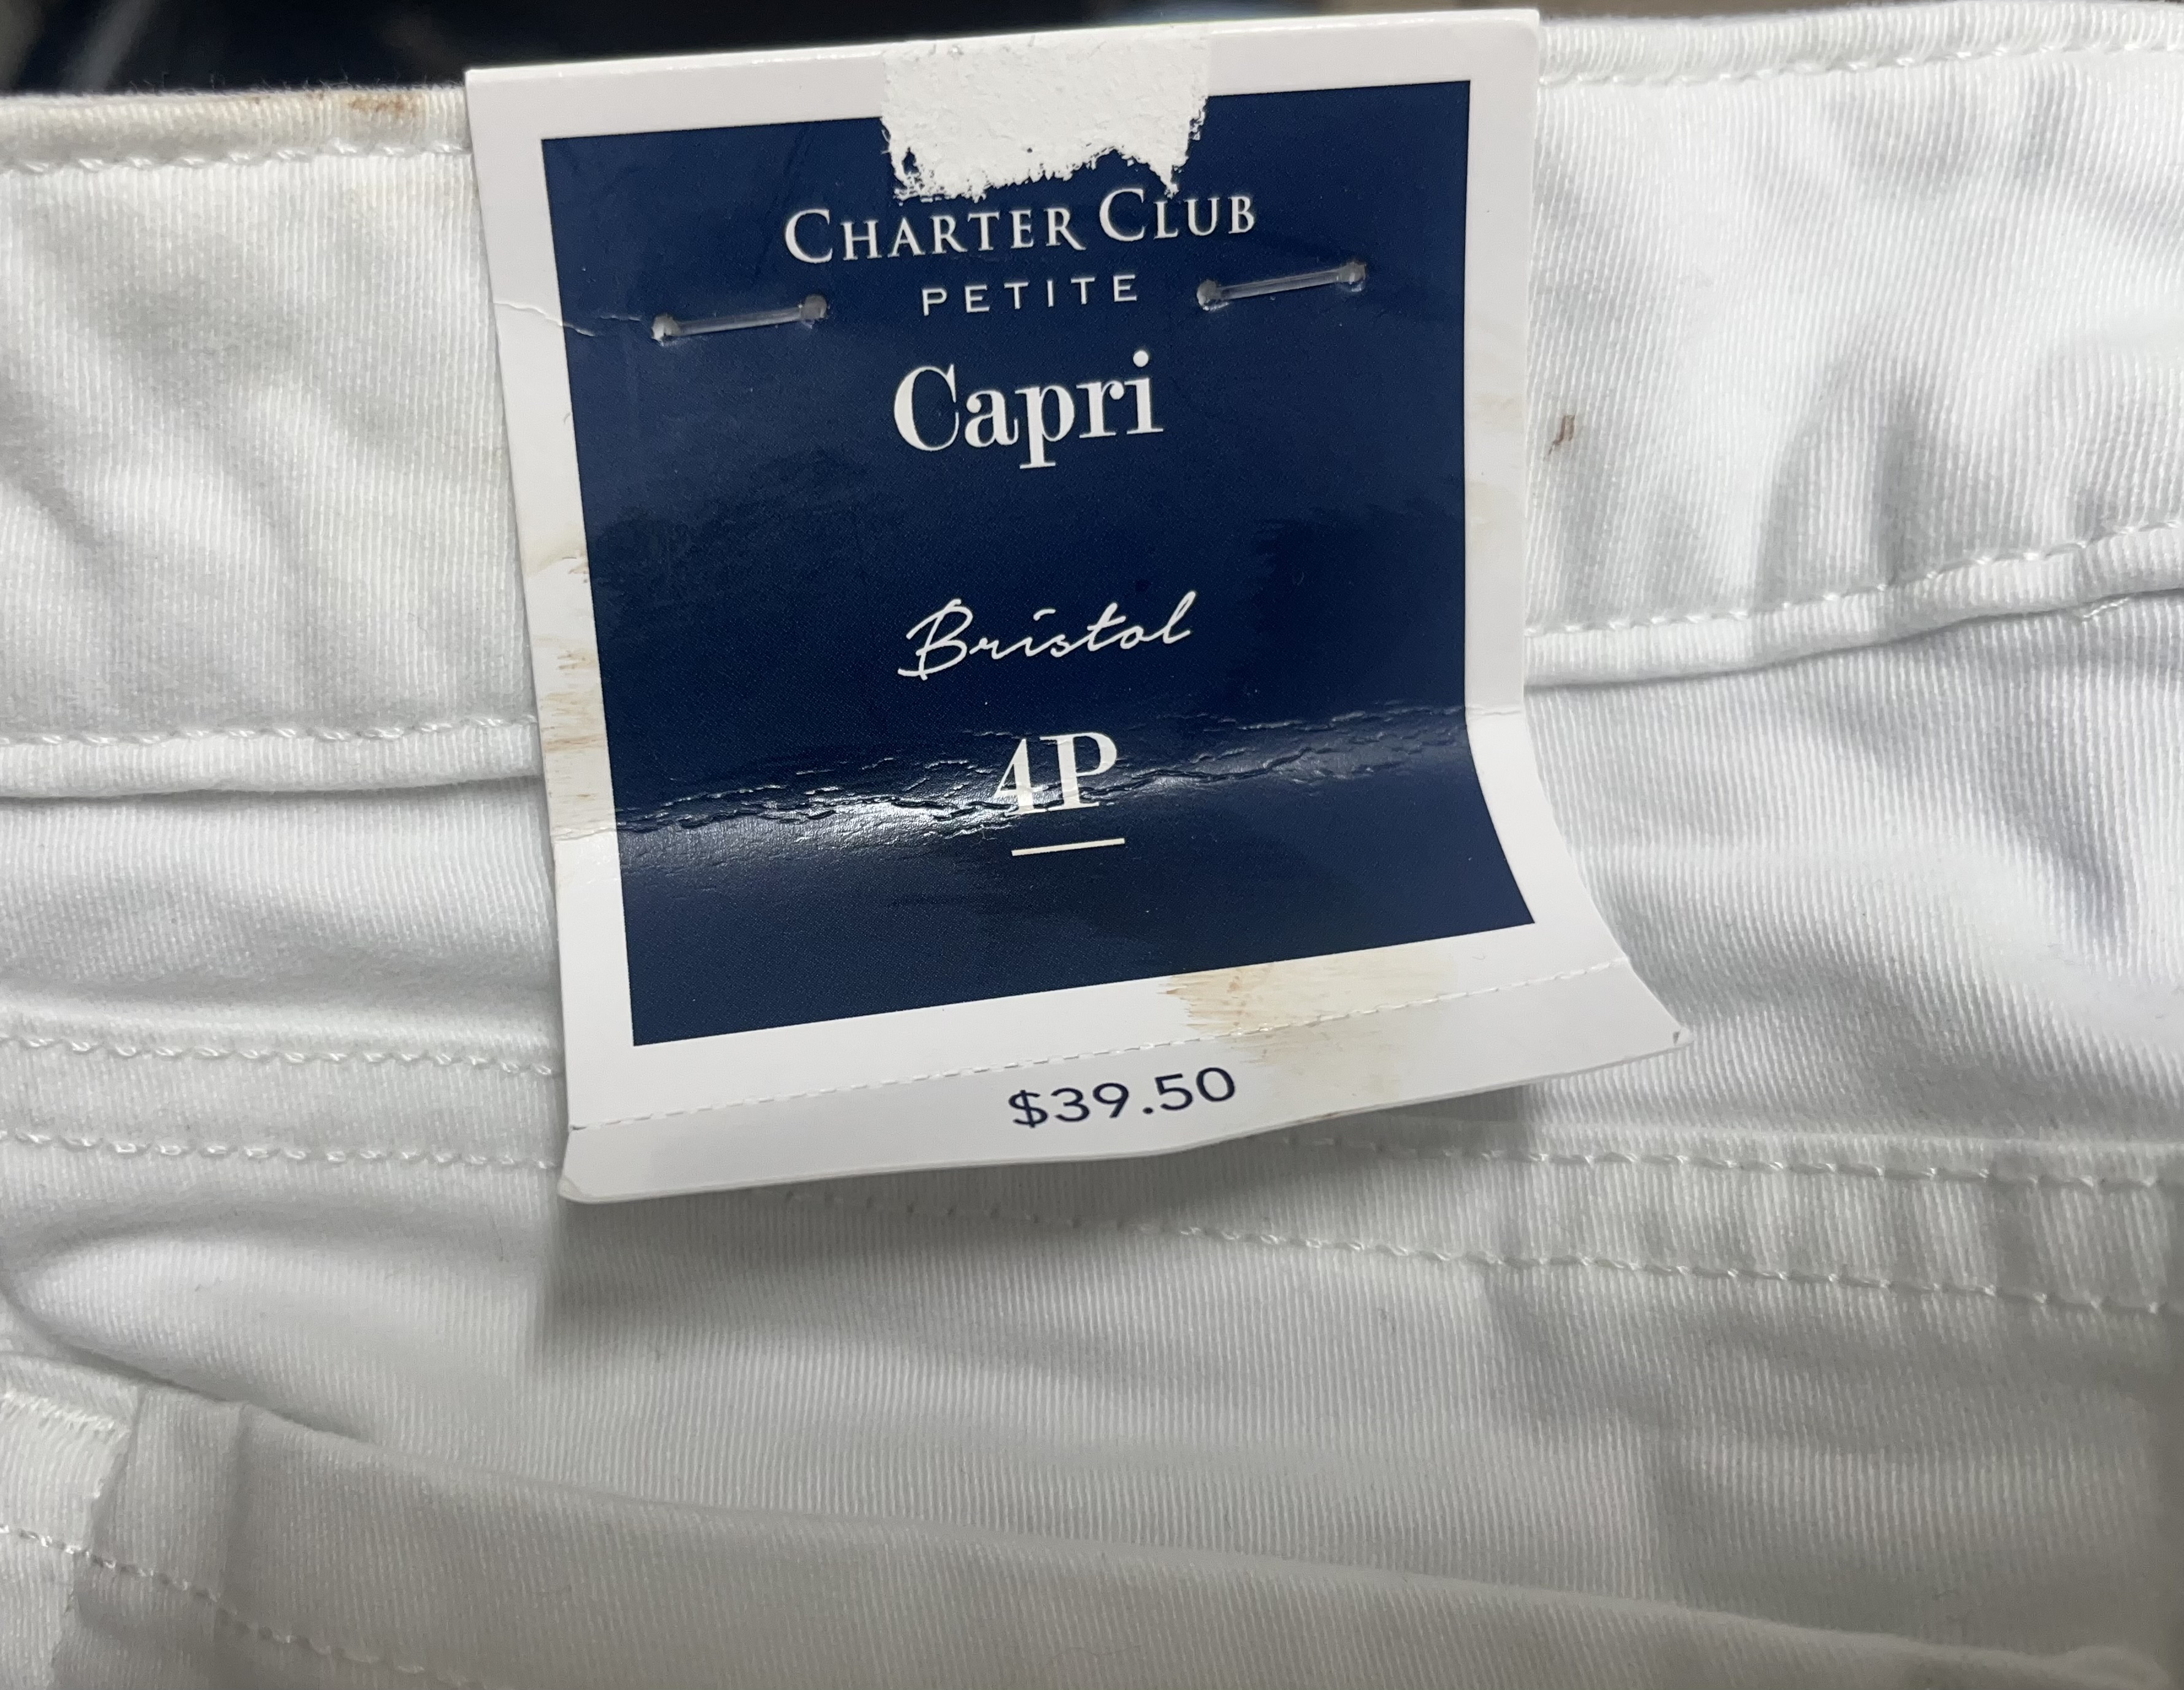 CHARTER CLUB
PETITE
Capri
Bristol
4P
$39.50